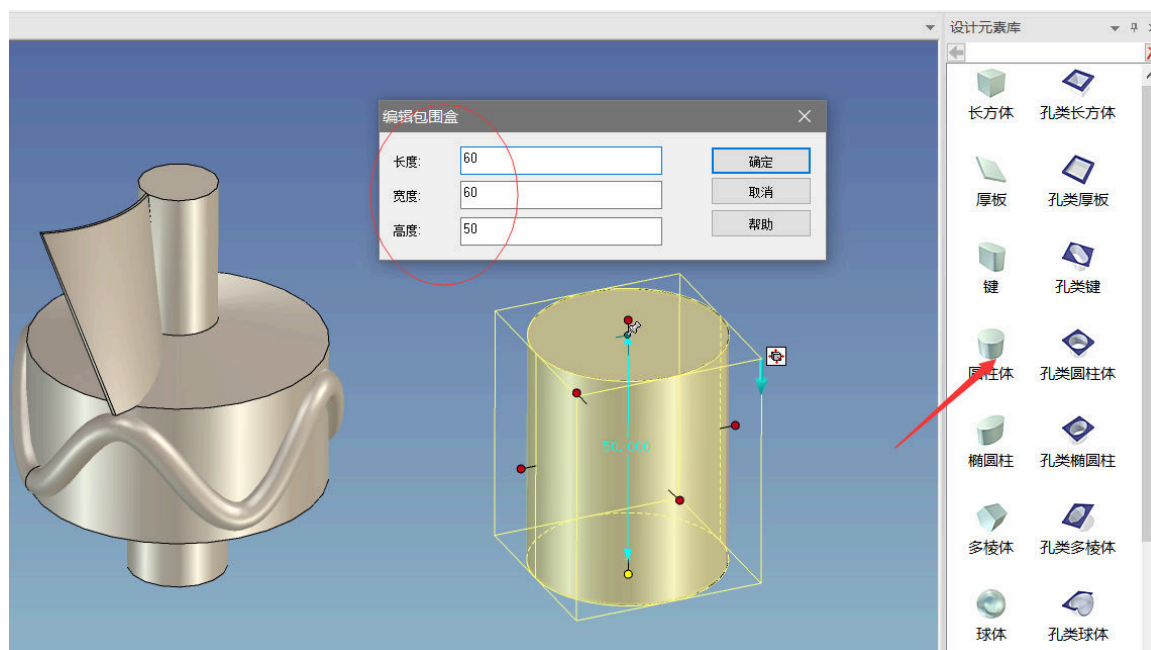 设计元素库
编辑包围盒
长度:
60
确定
宽度:
60
取消
高度:
50
帮助
50.000
长方体
孔类长方体
厚板
孔类厚板
键
孔类键
圆柱体
孔类圆柱体
椭圆柱
孔类椭圆柱
多棱体
孔类多棱体
球体
孔类球体